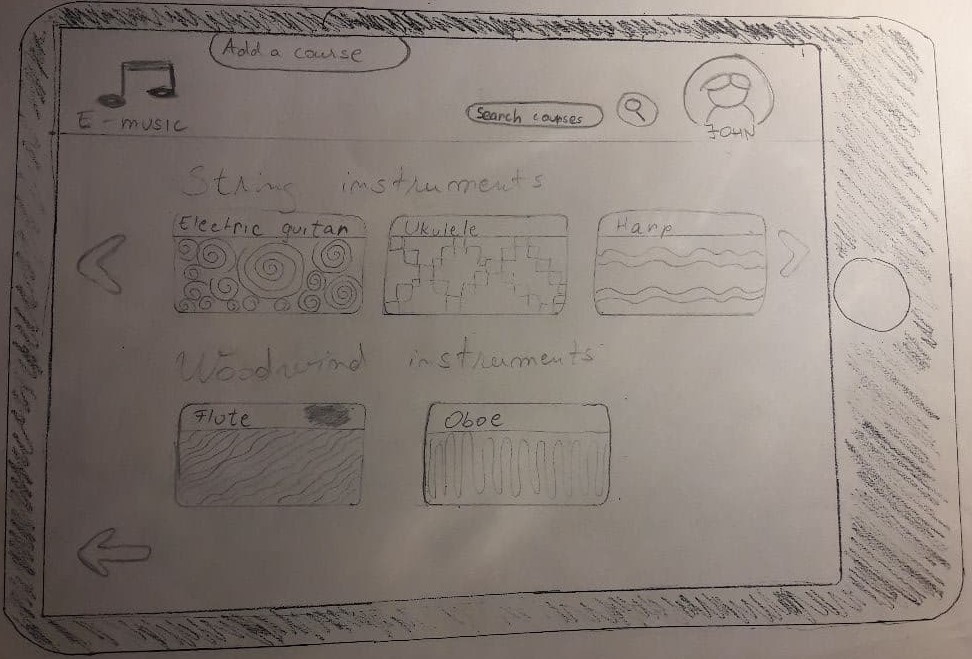 Add a course
E-music
Search courses
JOHN
String instruments
Electric guitar
Ukulele
Harp
Woodwind instruments
Flute
Oboe